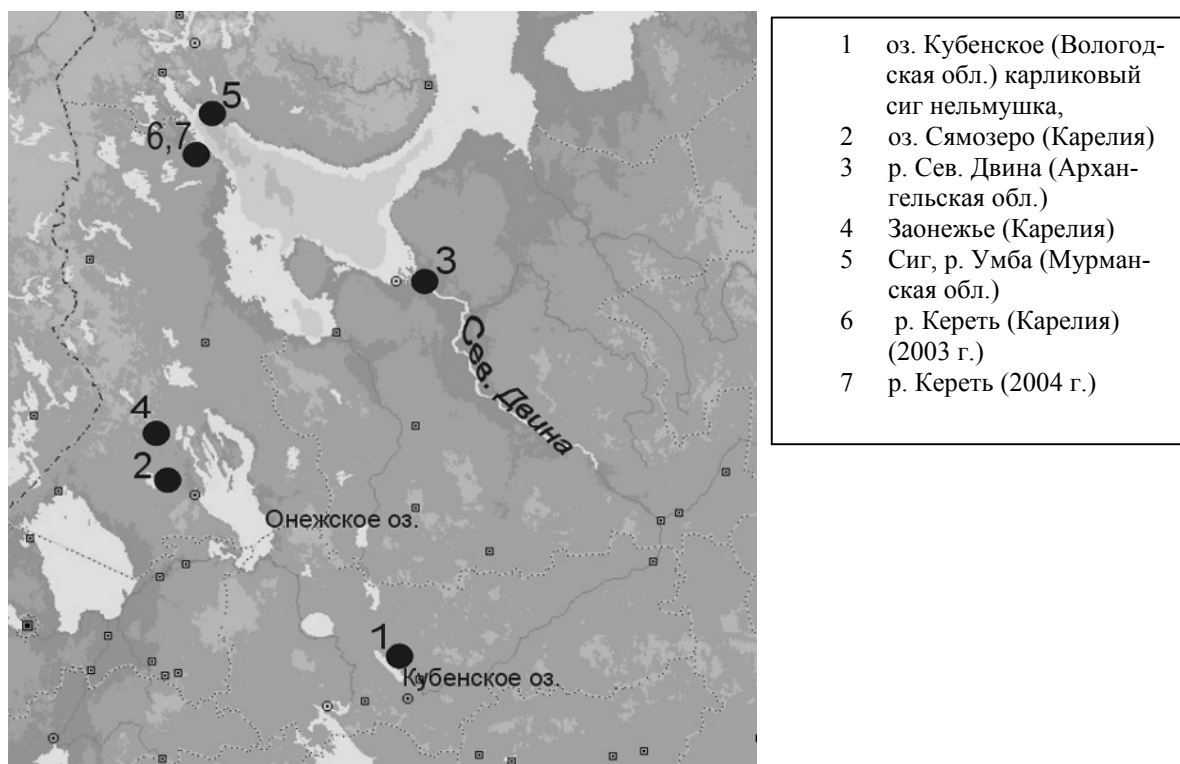 5
6,7
3
Сев. Двина
4
2
Онежское оз.
1
Кубенское оз.
1 оз. Кубенское (Вологод-
ская обл.) карликовый
сиг нельмушка,
2 оз. Сямозеро (Карелия)
3 р. Сев. Двина (Архан-
гельская обл.)
4 Заонежье (Карелия)
5 Сиг, р. Умба (Мурман-
ская обл.)
6 р. Кереть (Карелия)
(2003 г.)
7 р. Кереть (2004 г.)